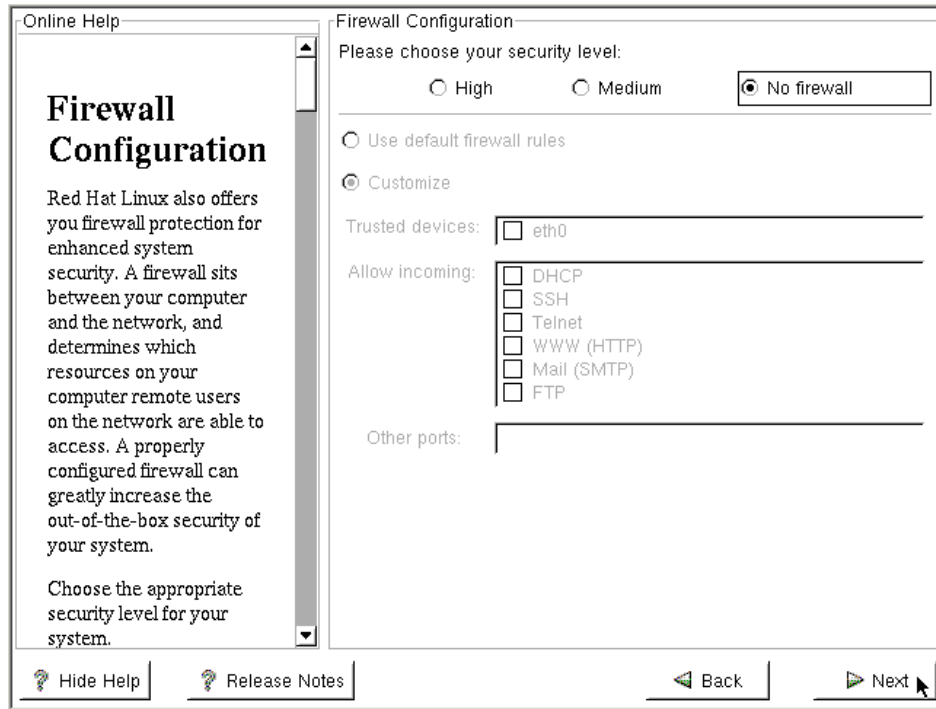 Online Help
Firewall
Configuration
Red Hat Linux also offers
you firewall protection for
enhanced system
security. A firewall sits
between your computer
and the network, and
determines which
resources on your
computer remote users
on the network are able to
access. A properly
configured firewall can
greatly increase the
out-of-the-box security of
your system.
Choose the appropriate
security level for your
system.
Firewall Configuration
Please choose your security level:
High Medium No firewall
Use default firewall rules
Customize
Trusted devices: eth0
Allow incoming: DHCP
SSH
Telnet
WWW (HTTP)
Mail (SMTP)
FTP
Other ports:
Hide Help Release Notes Back Next